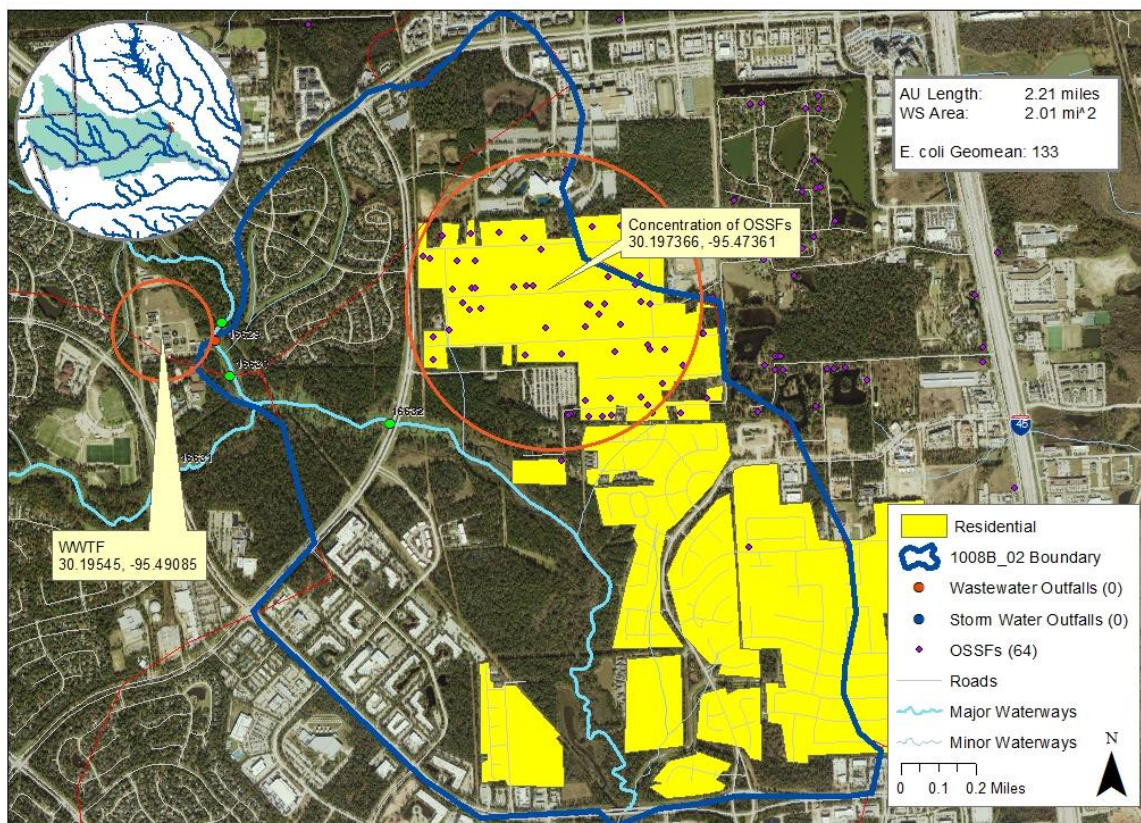 AU Length: 2.21 miles
WS Area: 2.01 mi^2
E. coli Geomean: 133
Concentration of OSSFs
30.197366, -95.47361
16629
16630
16632
16631
WWTF
30.19545, -95.49085
45
Residential
1008B_02 Boundary
Wastewater Outfalls (0)
Storm Water Outfalls (0)
OSSFs (64)
Roads
Major Waterways
Minor Waterways
N
0 0.1 0.2 Miles